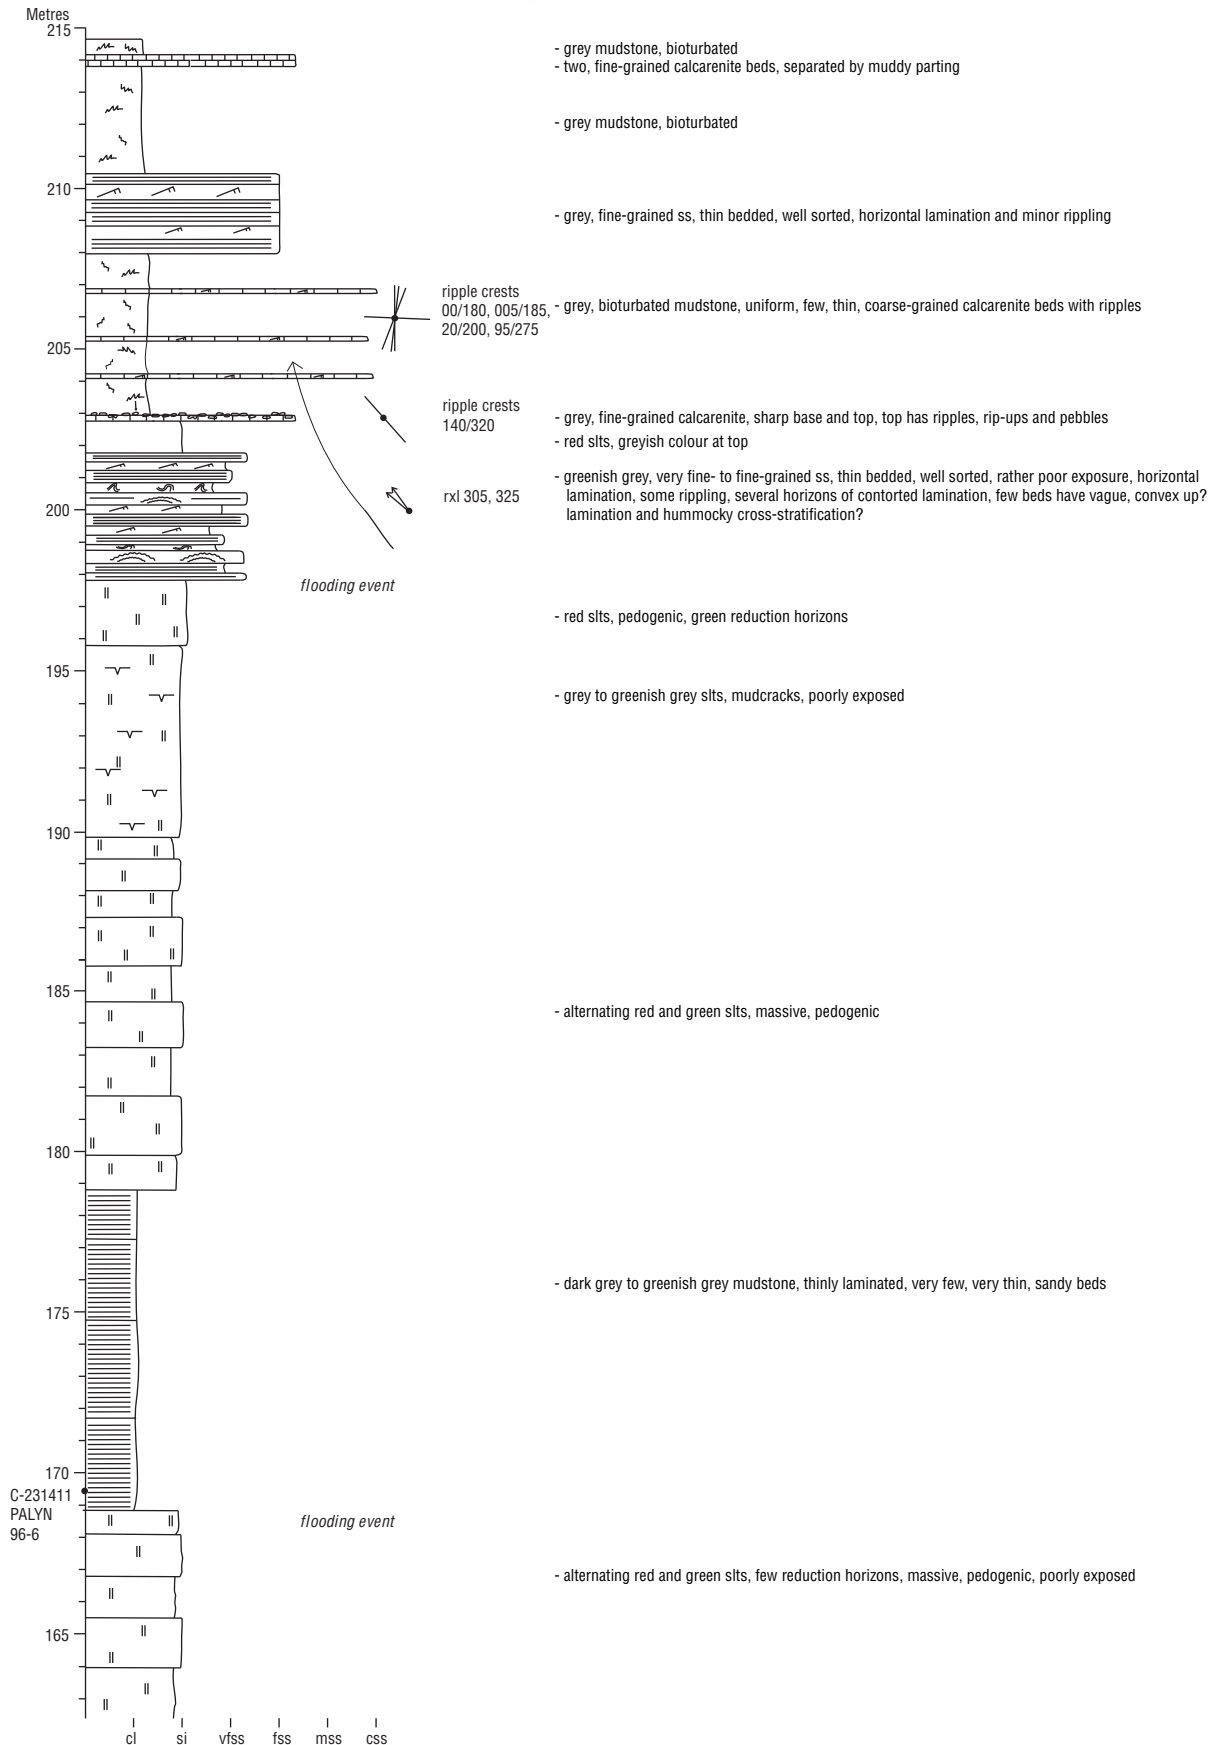 Metres
215
- grey mudstone, bioturbated
- two, fine-grained calcarenite beds, separated by muddy parting
- grey mudstone, bioturbated
210
- grey, fine-grained ss, thin bedded, well sorted, horizontal lamination and minor rippling
ripple crests
00/180, 005/185,
20/200, 95/275
- grey, bioturbated mudstone, uniform, few, thin, coarse-grained calcarenite beds with ripples
205
ripple crests
140/320
- grey, fine-grained calcarenite, sharp base and top, top has ripples, rip-ups and pebbles
- red slts, greyish colour at top
- greenish grey, very fine- to fine-grained ss, thin bedded, well sorted, rather poor exposure, horizontal
lamination, some rippling, several horizons of contorted lamination, few beds have vague, convex up?
lamination and hummocky cross-stratification?
rxl 305, 325
200
flooding event
- red slts, pedogenic, green reduction horizons
195
- grey to greenish grey slts, mudcracks, poorly exposed
190
185
- alternating red and green slts, massive, pedogenic
180
- dark grey to greenish grey mudstone, thinly laminated, very few, very thin, sandy beds
175
170
C-231411
PALYN
96-6
flooding event
- alternating red and green slts, few reduction horizons, massive, pedogenic, poorly exposed
165
cl si vfss fss mss css